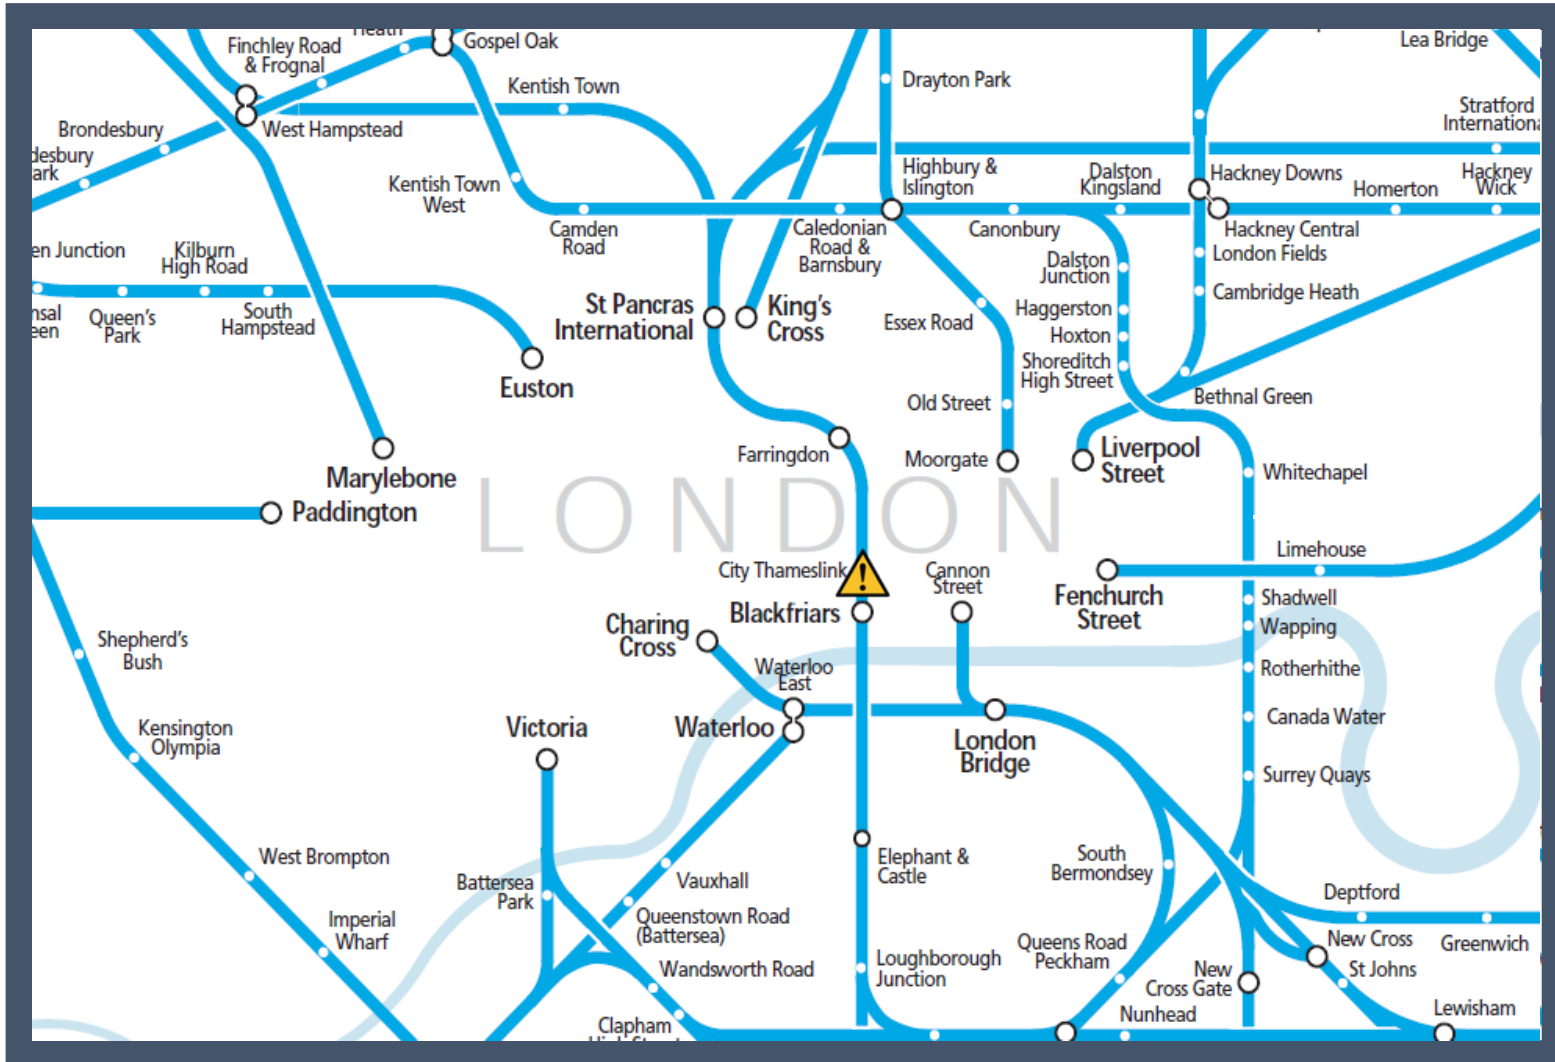 Lea Bridge
Gospel Oak
Finchley Road
& Frognal
Kentish Town
Drayton Park
Stratford
Brondesbury
West Hampstead
Highbury &
Islington
Dalston
Kingsland
Hackney Downs
Hackney
Wick
Homerton
Kentish Town
West
Camden
Road
Caledonian
Road &
Barnsbury
Canonbury
Hackney Central
London Fields
Junction
Kilburn
High Road
Dalston
Junction
Cambridge Heath
Queen's
Park
South
Hampstead
St Pancras
International
King's
Cross
Essex Road
Haggerston
Hoxton
Shoreditch
High Street
Euston
Old Street
Bethnal Green
Farringdon
Moorgate
Liverpool
Street
Whitechapel
Marylebone
Paddington
LONDON
City Thameslink
Cannon
Street
Limehouse
Fenchurch
Street
Shadwell
Blackfriars
Charing
Cross
Wapping
Shepherd's
Bush
Waterloo
East
Rotherhithe
Kensington
Olympia
Victoria
Waterloo
London
Bridge
Canada Water
Surrey Quays
West Brompton
Battersea
Park
Vauxhall
Elephant &
Castle
South
Bermondsey
Deptford
Imperial
Wharf
Queenstown Road
(Battersea)
Queens Road
Peckham
New Cross
Greenwich
Wandsworth Road
Loughborough
Junction
New
Cross Gate
St Johns
Clapham
Nunhead
Lewisham